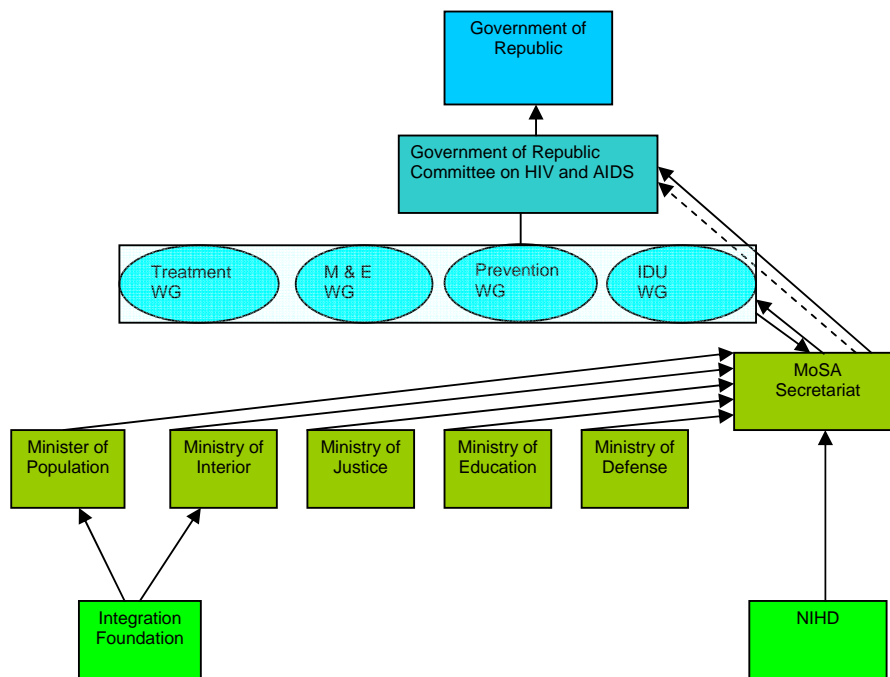 Government of
Republic
Government of Republic
Committee on HIV and AIDS
Treatment
WG
M & E
WG
Prevention
WG
IDU
WG
MoSA
Secretariat
Minister of
Population
Ministry of
Interior
Ministry of
Justice
Ministry of
Education
Ministry of
Defense
Integration
Foundation
NIHD